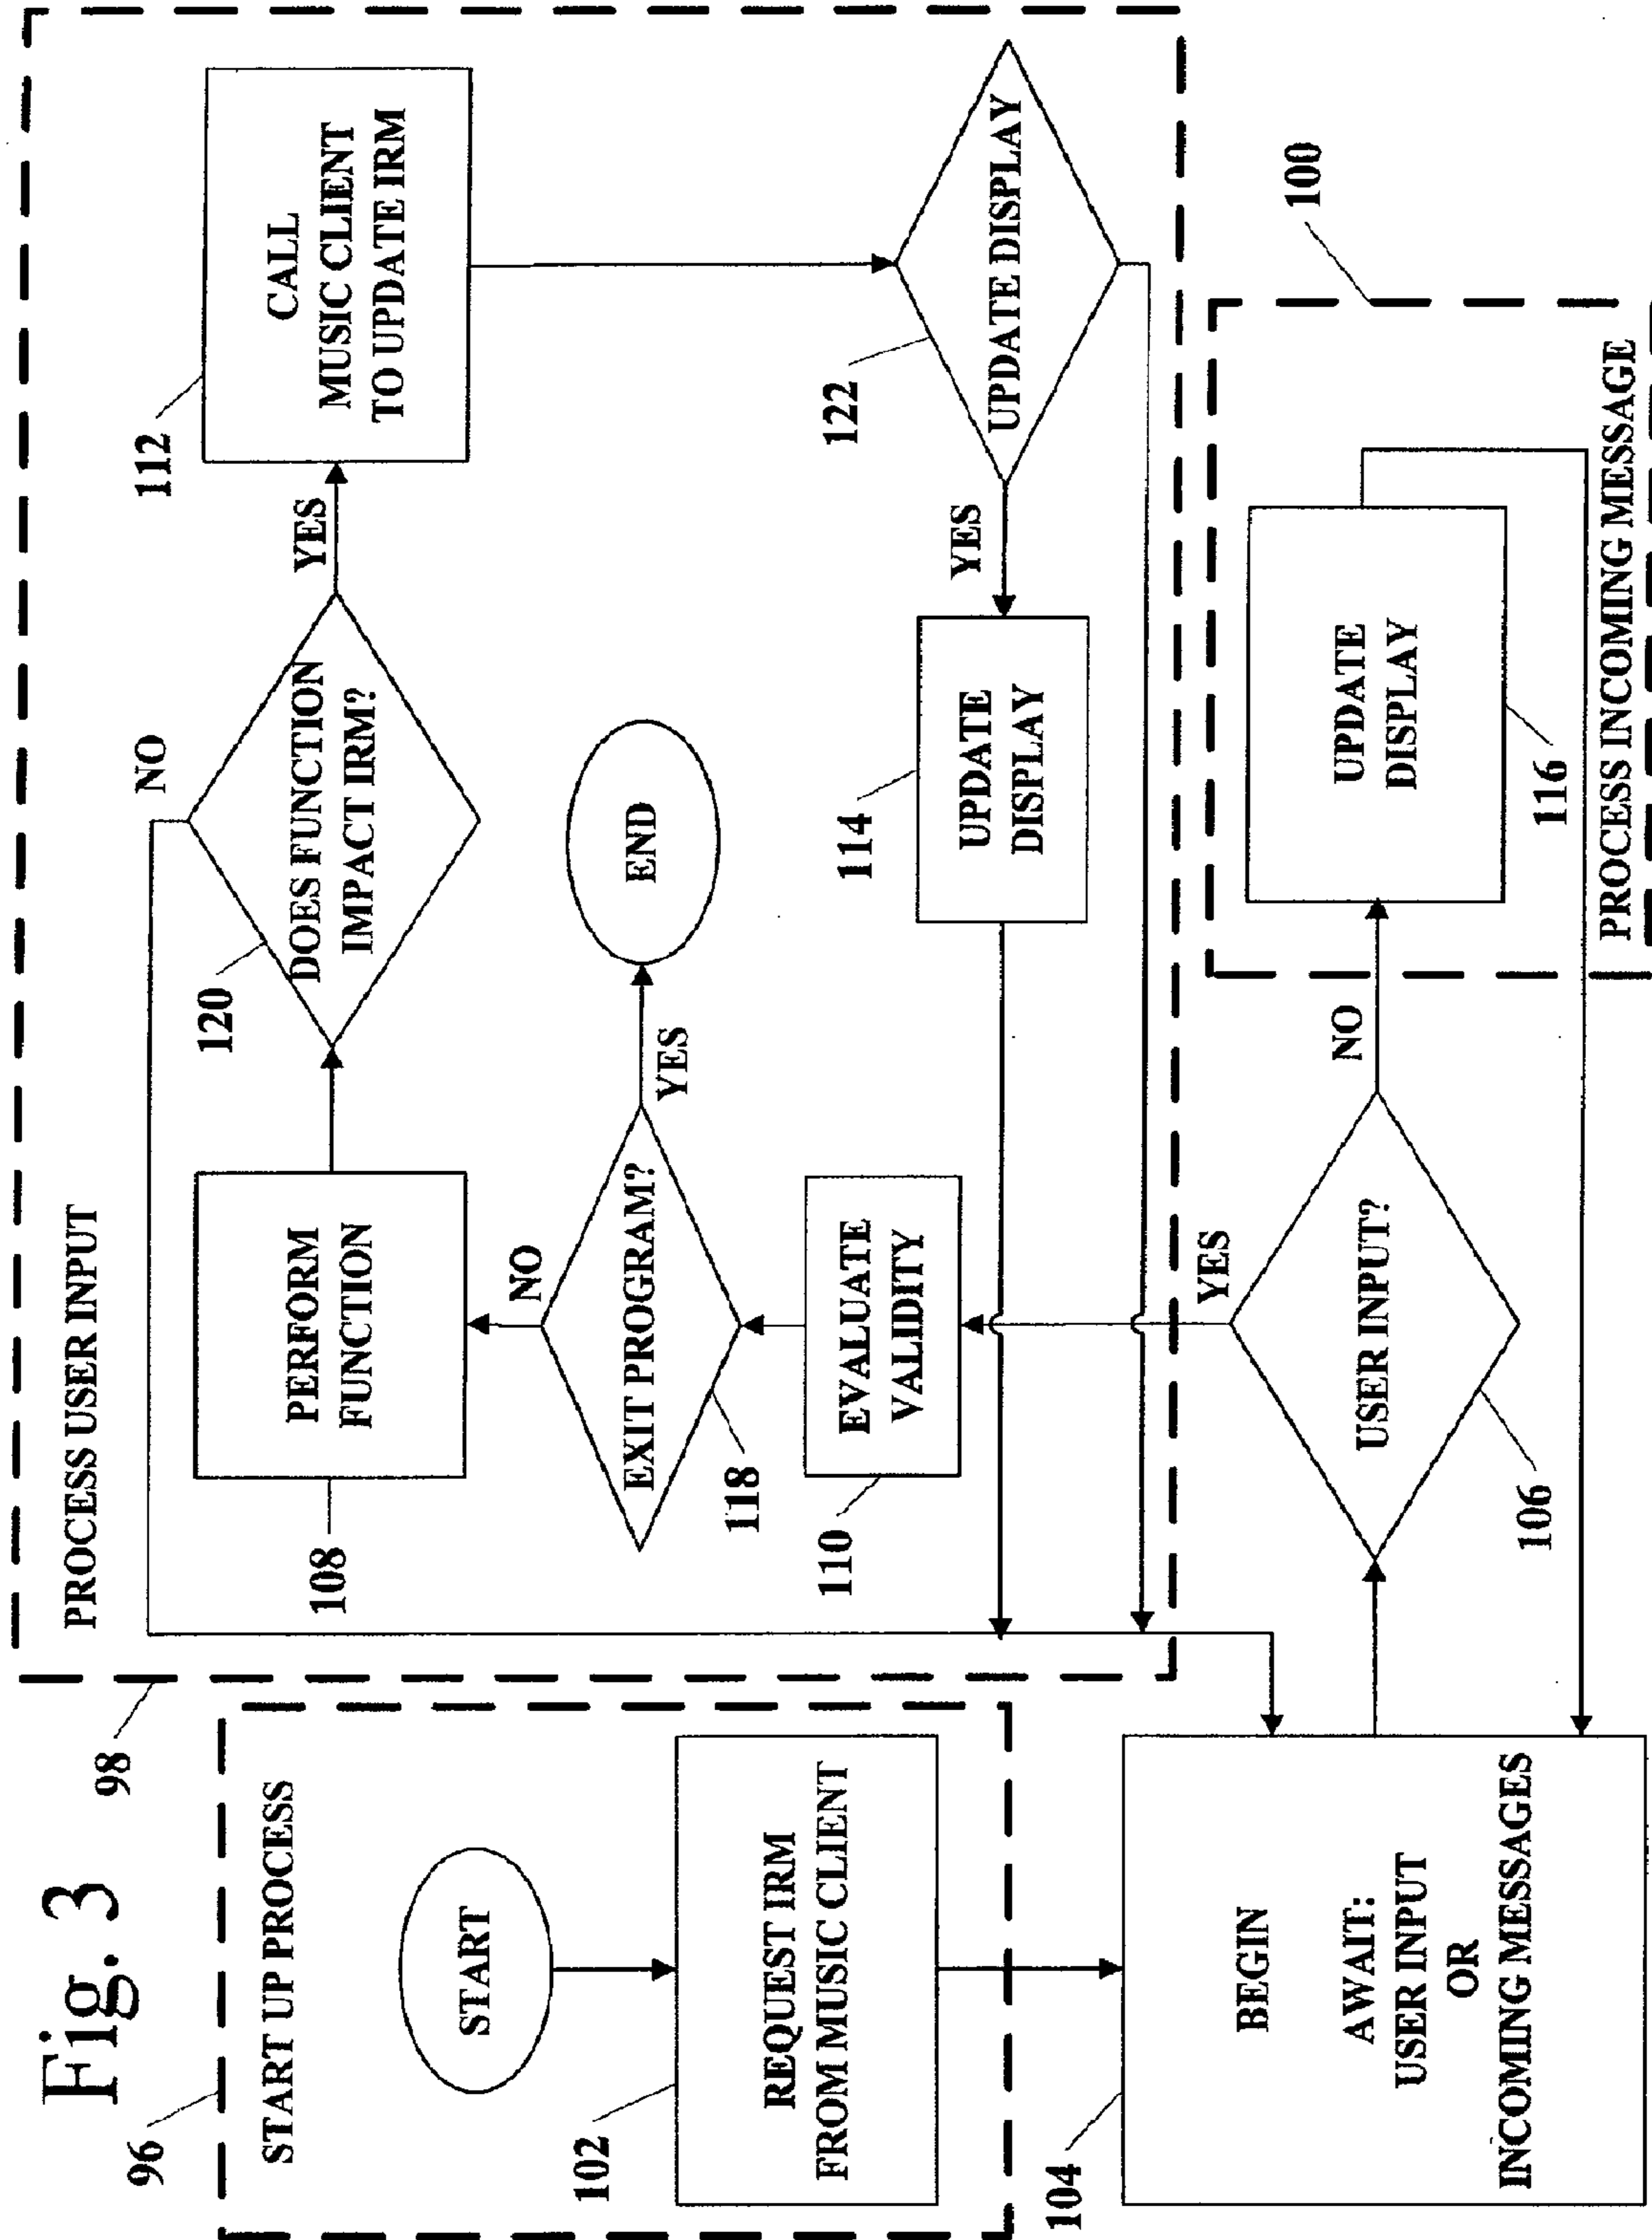 Fig. 3
96
START UP PROCESS
START
102
REQUEST IRM
FROM MUSIC CLIENT
104
BEGIN
AWAIT:
USER INPUT
OR
INCOMING MESSAGES
98
PROCESS USER INPUT
108
PERFORM
FUNCTION
NO
120
DOES FUNCTION
IMPACT IRM?
YES
112
CALL
MUSIC CLIENT
TO UPDATE IRM
118
EXIT PROGRAM?
NO
YES
END
110
EVALUATE
VALIDITY
114
UPDATE
DISPLAY
YES
122
UPDATE DISPLAY
YES
106
USER INPUT?
NO
100
UPDATE
DISPLAY
116
PROCESS INCOMING MESSAGE